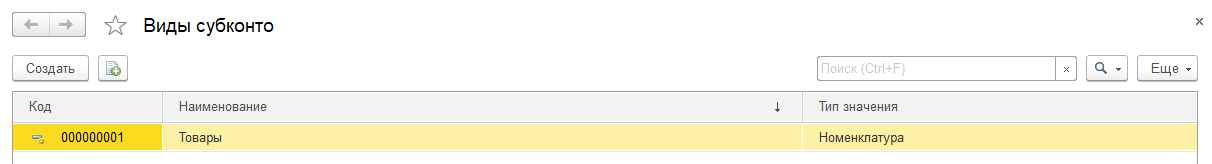 Виды субконто
Создать Поиск (Ctrl+F) Еще
Код Наименование Тип значения
000000001 Товары Номенклатура